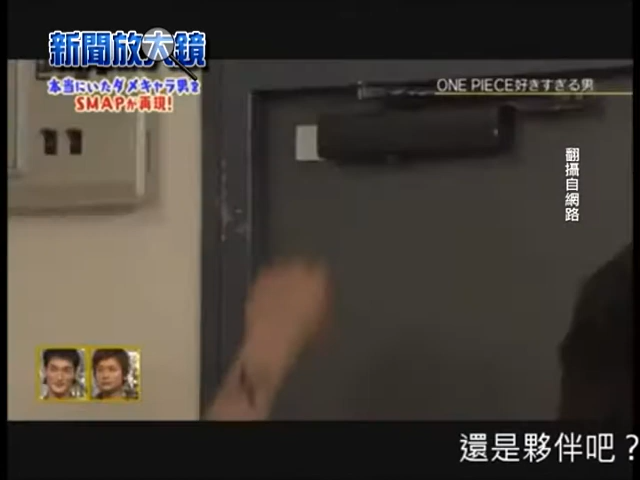 新聞放大鏡
本当にいたダメキャラ男を
SMAPが再現!
ONE PIECE好きすぎる男
翻攝自網路
還是夥伴吧?